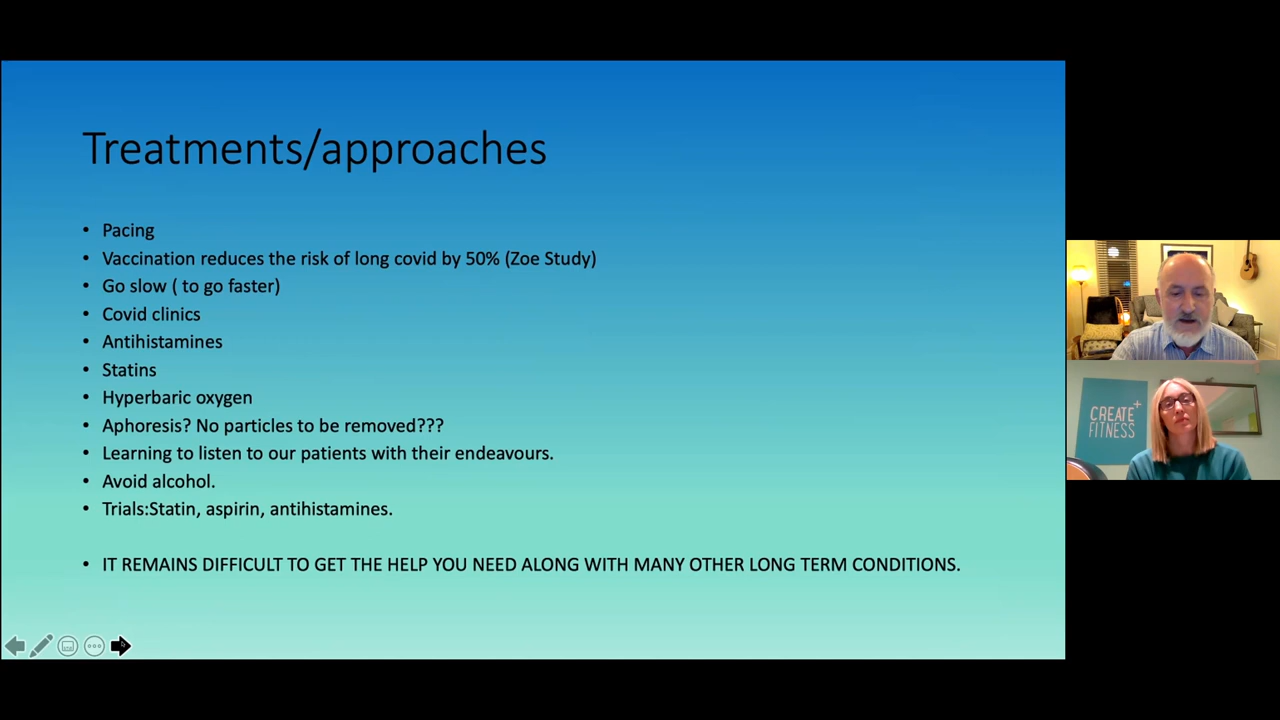 Treatments/approaches
• Pacing
• Vaccination reduces the risk of long covid by 50% (Zoe Study)
• Go slow ( to go faster)
• Covid clinics
• Antihistamines
• Statins
• Hyperbaric oxygen
• Aphoresis? No particles to be removed???
• Learning to listen to our patients with their endeavours.
• Avoid alcohol.
• Trials:Statin, aspirin, antihistamines.
• IT REMAINS DIFFICULT TO GET THE HELP YOU NEED ALONG WITH MANY OTHER LONG TERM CONDITIONS.
CREATE+
FITNESS